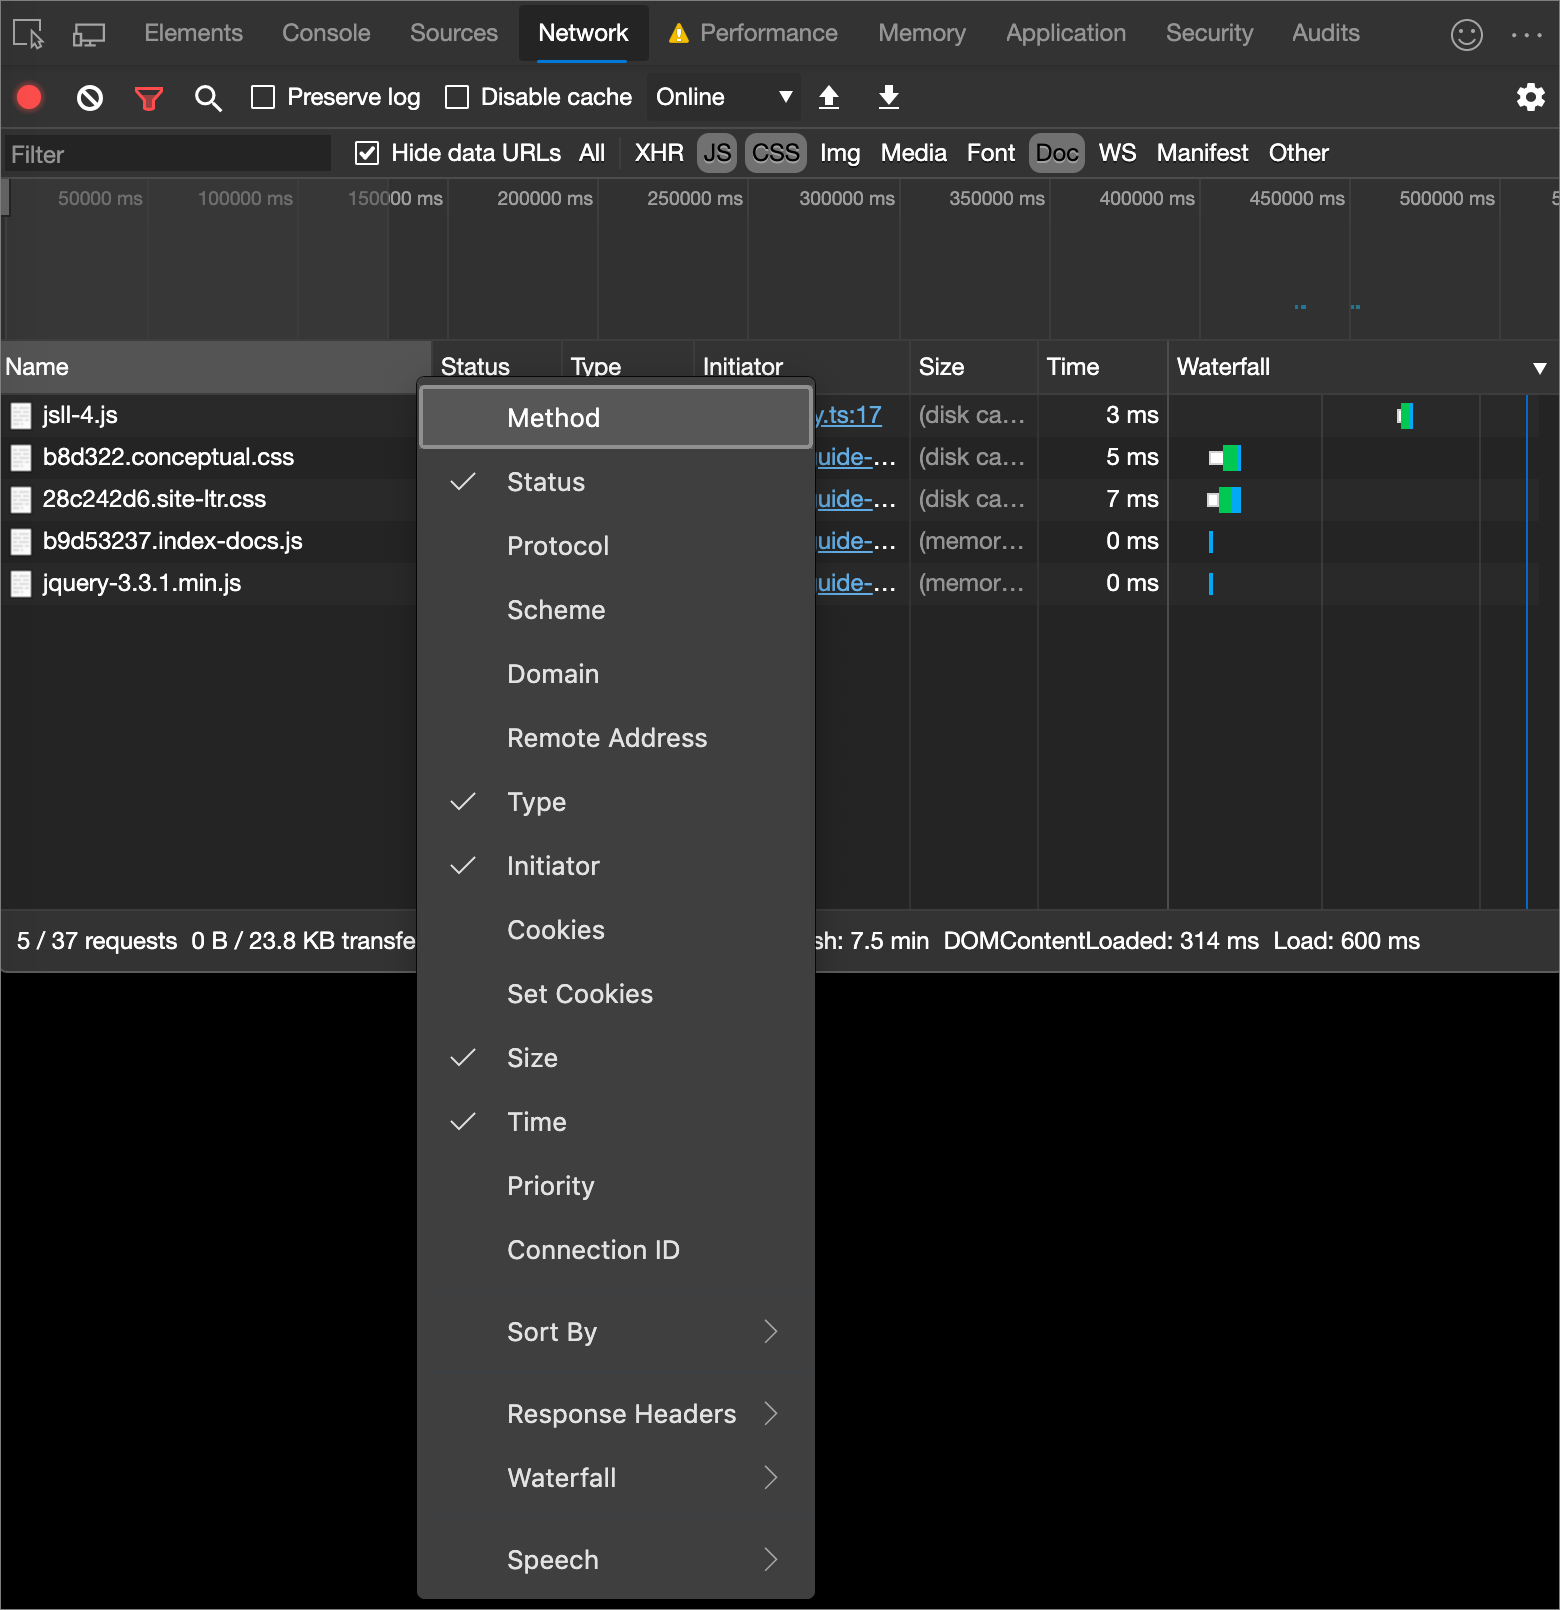 Elements Console Sources Network Performance Memory Application Security Audits
Preserve log Disable cache Online
Filter Hide data URLs All XHR JS CSS Img Media Font Doc WS Manifest Other
50000 ms 100000 ms 150000 ms 200000 ms 250000 ms 300000 ms 350000 ms 400000 ms 450000 ms 500000 ms 5
Name Status Type Initiator Size Time Waterfall
jsll-4.js y.ts:17 (disk ca... 3 ms
b8d322.conceptual.css uide-... (disk ca... 5 ms
28c242d6.site-ltr.css uide-... (disk ca... 7 ms
b9d53237.index-docs.js uide-... (memor... 0 ms
jquery-3.3.1.min.js uide-... (memor... 0 ms
5 / 37 requests 0 B / 23.8 KB transfe sh: 7.5 min DOMContentLoaded: 314 ms Load: 600 ms
Method
Status
Protocol
Scheme
Domain
Remote Address
Type
Initiator
Cookies
Set Cookies
Size
Time
Priority
Connection ID
Sort By
Response Headers
Waterfall
Speech